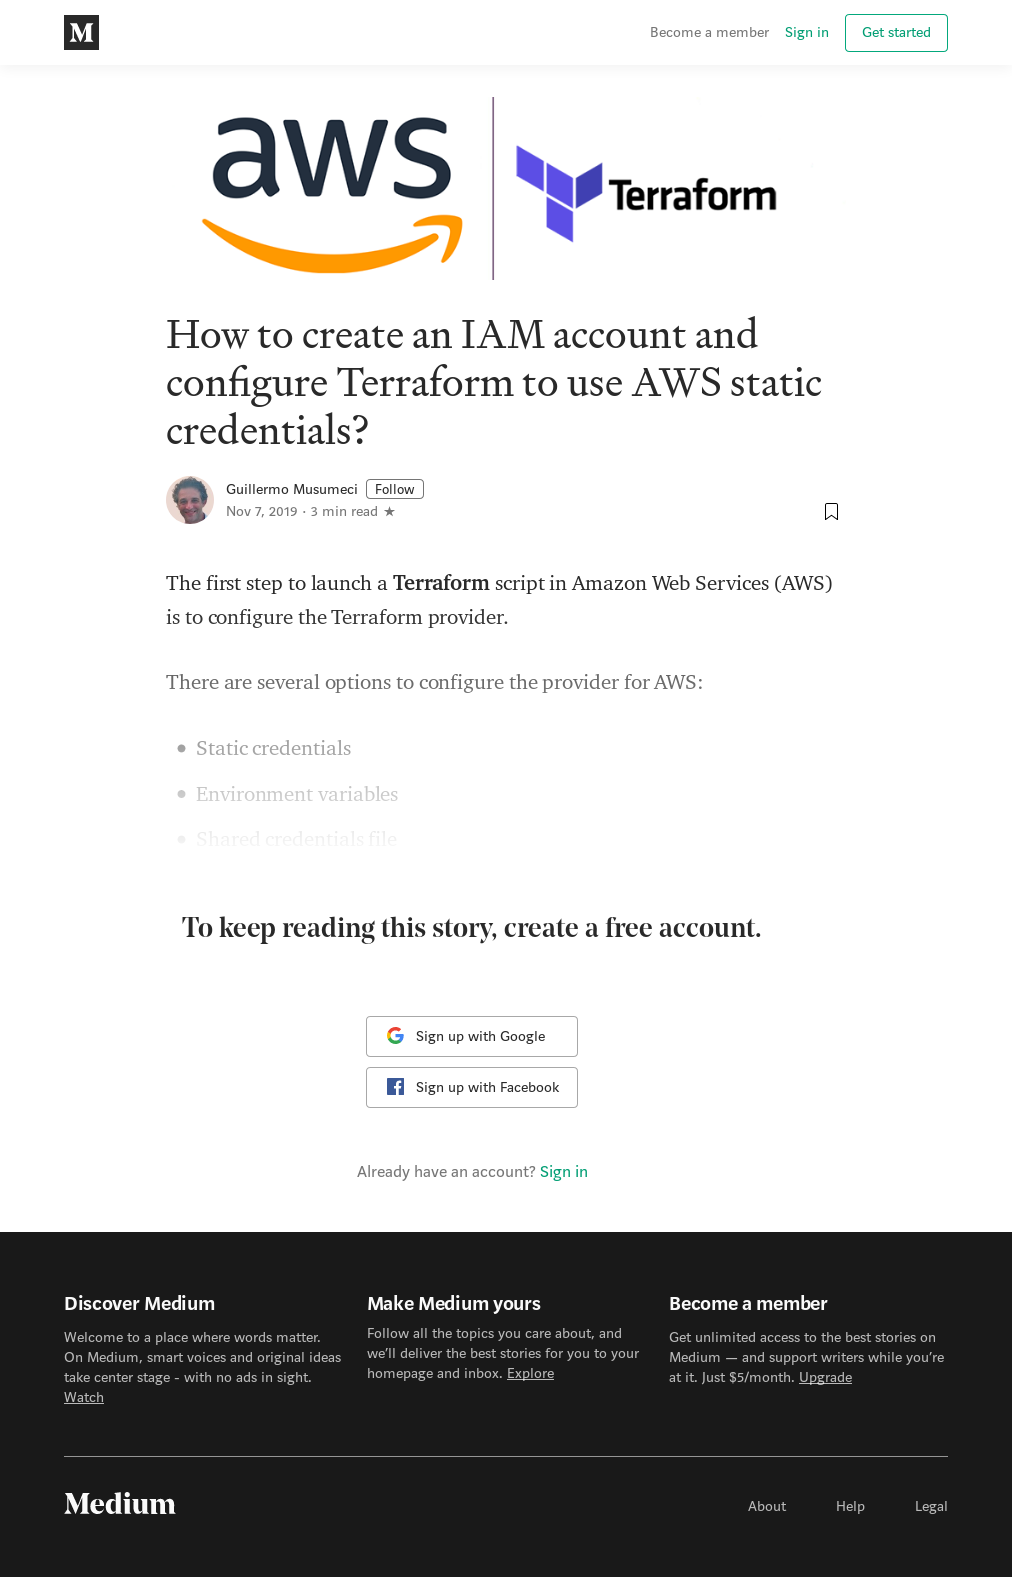 M
Become a member Sign in Get started
aws
Terraform
How to create an IAM account and
configure Terraform to use AWS static
credentials?
Guillermo Musumeci Follow
Nov 7, 2019 · 3 min read ★
The first step to launch a Terraform script in Amazon Web Services (AWS)
is to configure the Terraform provider.
There are several options to configure the provider for AWS:
• Static credentials
• Environment variables
• Shared credentials file
To keep reading this story, create a free account.
Sign up with Google
Sign up with Facebook
Already have an account? Sign in
Discover Medium
Welcome to a place where words matter.
On Medium, smart voices and original ideas
take center stage - with no ads in sight.
Watch
Make Medium yours
Follow all the topics you care about, and
we’ll deliver the best stories for you to your
homepage and inbox. Explore
Become a member
Get unlimited access to the best stories on
Medium — and support writers while you’re
at it. Just $5/month. Upgrade
Medium
About Help Legal